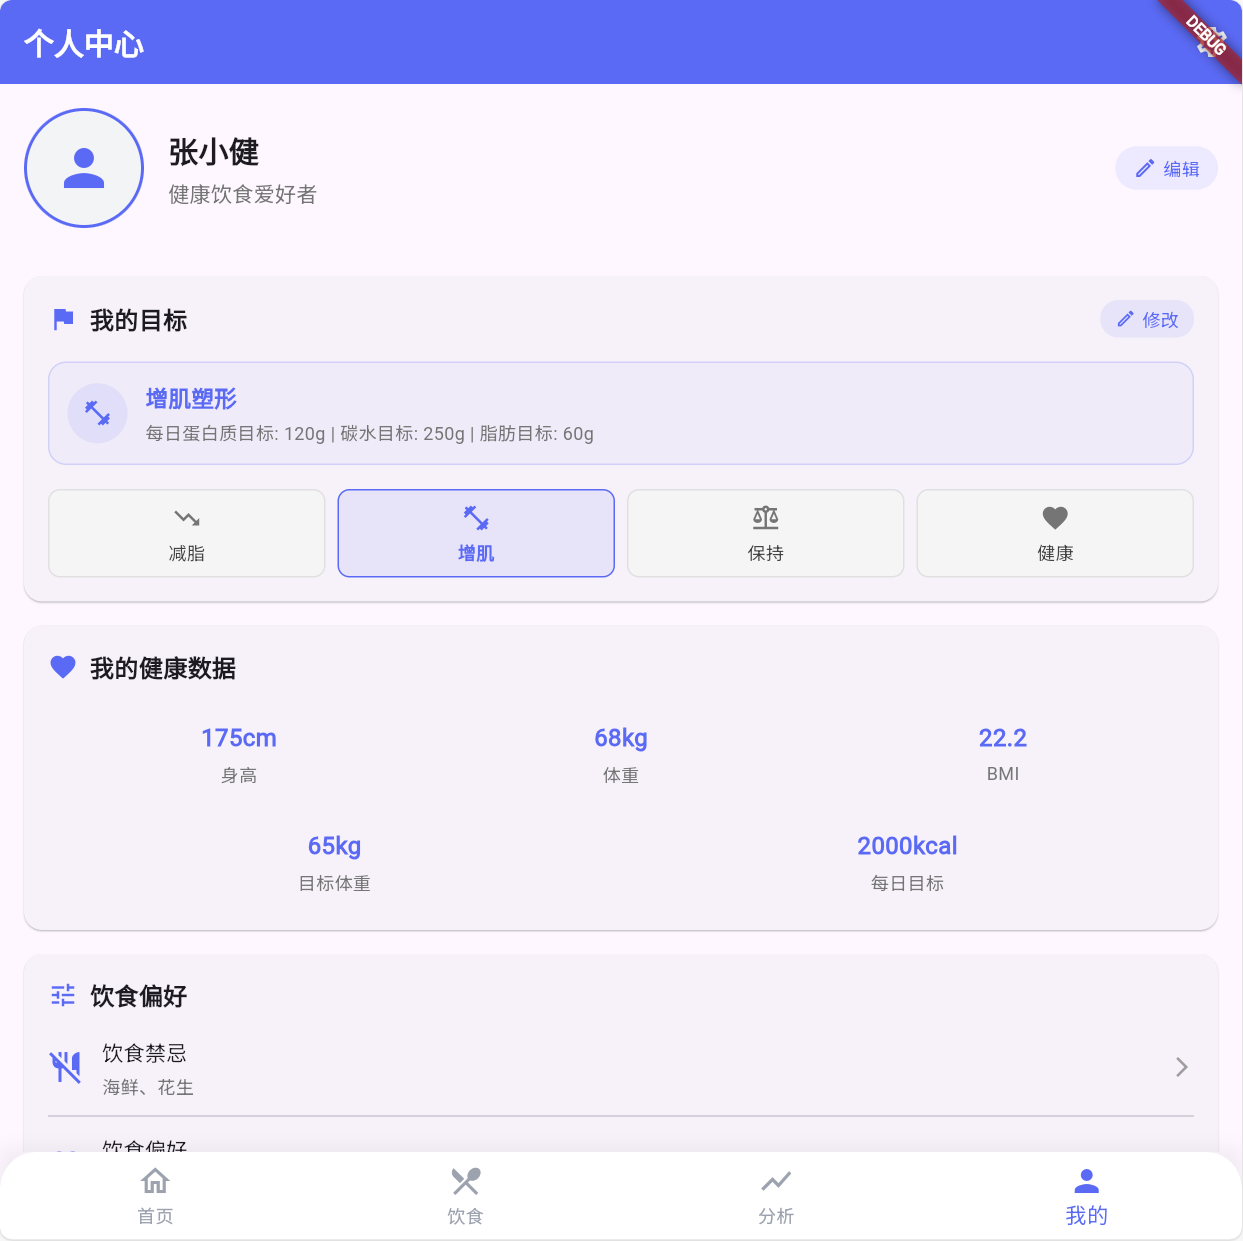 个人中心
DEBUG
张小健
健康饮食爱好者
编辑
我的目标
修改
增肌塑形
每日蛋白质目标: 120g | 碳水目标: 250g | 脂肪目标: 60g
减脂
增肌
保持
健康
我的健康数据
175cm
68kg
22.2
身高
体重
BMI
65kg
2000kcal
目标体重
每日目标
饮食偏好
饮食禁忌
海鲜、花生
饮食偏好
首页
饮食
分析
我的